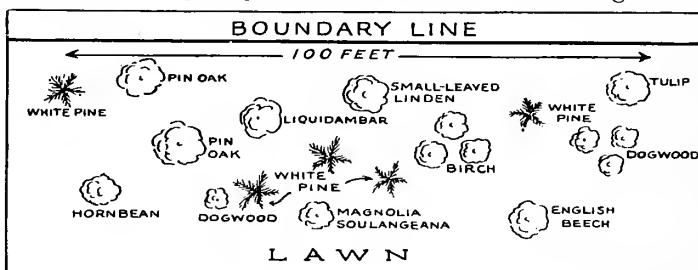 BOUNDARY LINE
100 FEET
PIN OAK
WHITE PINE
SMALL-LEAVED
LINDEN
TULIP
LIQUIDAMBAR
WHITE
PINE
PIN
OAK
DOGWOOD
BIRCH
WHITE
PINE
HORNBEAN
DOGWOOD
MAGNOLIA
SOULANGEANA
ENGLISH
BEECH
LAWN